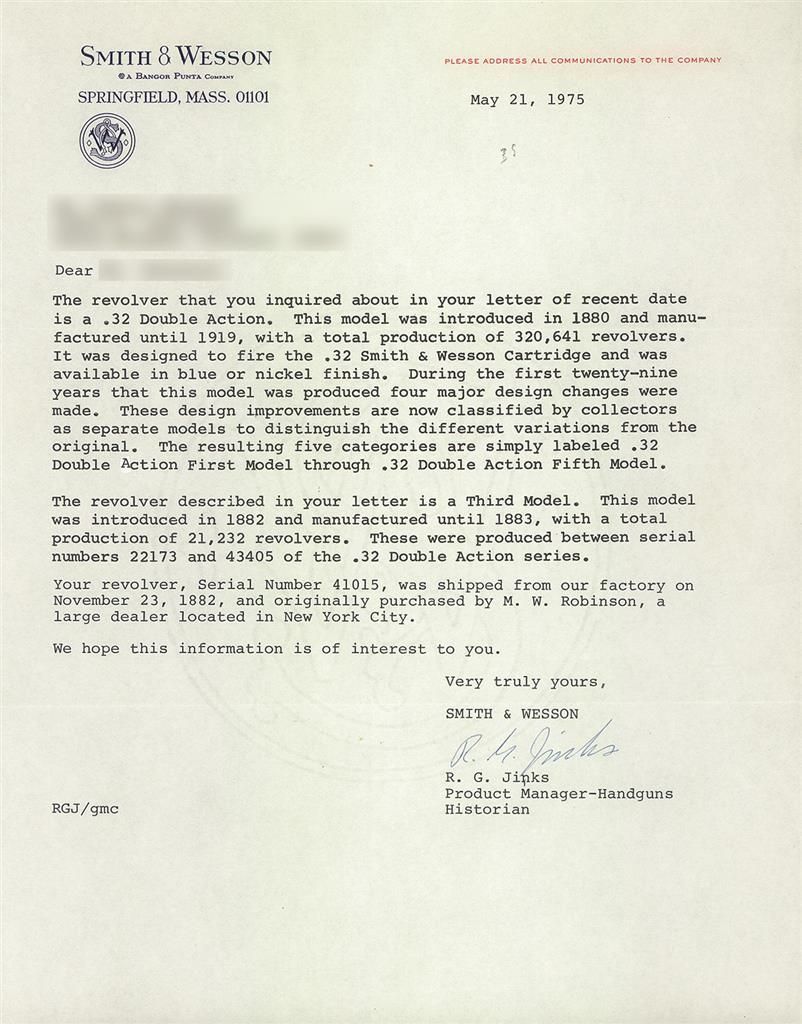 SMITH & WESSON
A BANGOR PUNTA COMPANY
SPRINGFIELD, MASS. 01101
PLEASE ADDRESS ALL COMMUNICATIONS TO THE COMPANY
May 21, 1975
35
Dear
The revolver that you inquired about in your letter of recent date
is a .32 Double Action. This model was introduced in 1880 and manu-
factured until 1919, with a total production of 320,641 revolvers.
It was designed to fire the .32 Smith & Wesson Cartridge and was
available in blue or nickel finish. During the first twenty-nine
years that this model was produced four major design changes were
made. These design improvements are now classified by collectors
as separate models to distinguish the different variations from the
original. The resulting five categories are simply labeled .32
Double Action First Model through .32 Double Action Fifth Model.
The revolver described in your letter is a Third Model. This model
was introduced in 1882 and manufactured until 1883, with a total
production of 21,232 revolvers. These were produced between serial
numbers 22173 and 43405 of the .32 Double Action series.
Your revolver, Serial Number 41015, was shipped from our factory on
November 23, 1882, and originally purchased by M. W. Robinson, a
large dealer located in New York City.
We hope this information is of interest to you.
Very truly yours,
SMITH & WESSON
R. G. Jinks
R. G. Jinks
Product Manager-Handguns
Historian
RGJ/gmc